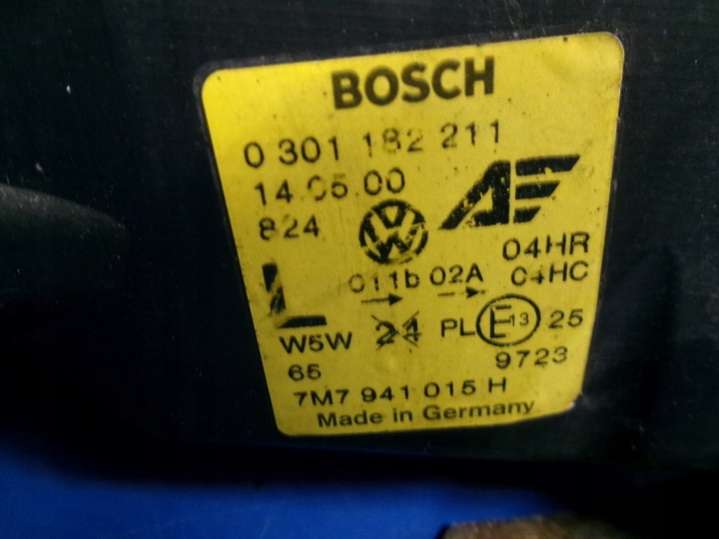 BOSCH
0 301 182 211
14.05.00
824
04HR
L 011b 02A 04HC
W5W 24 PL E13 25
65 9723
7M7 941 015 H
Made in Germany